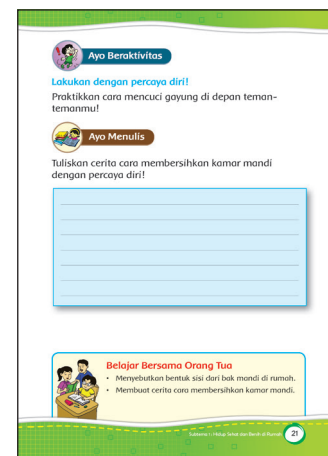 Ayo Beraktivitas
Lakukan dengan percaya diri!
Praktikkan cara mencuci gayung di depan teman-
temanmu!
Ayo Menulis
Tuliskan cerita cara membersihkan kamar mandi
dengan percaya diri!
Belajar Bersama Orang Tua
• Menyebutkan bentuk sisi dari bak mandi di rumah.
• Membuat cerita cara membersihkan kamar mandi.
Subtema 1: Hidup Sehat dan Bersih di Rumah
21